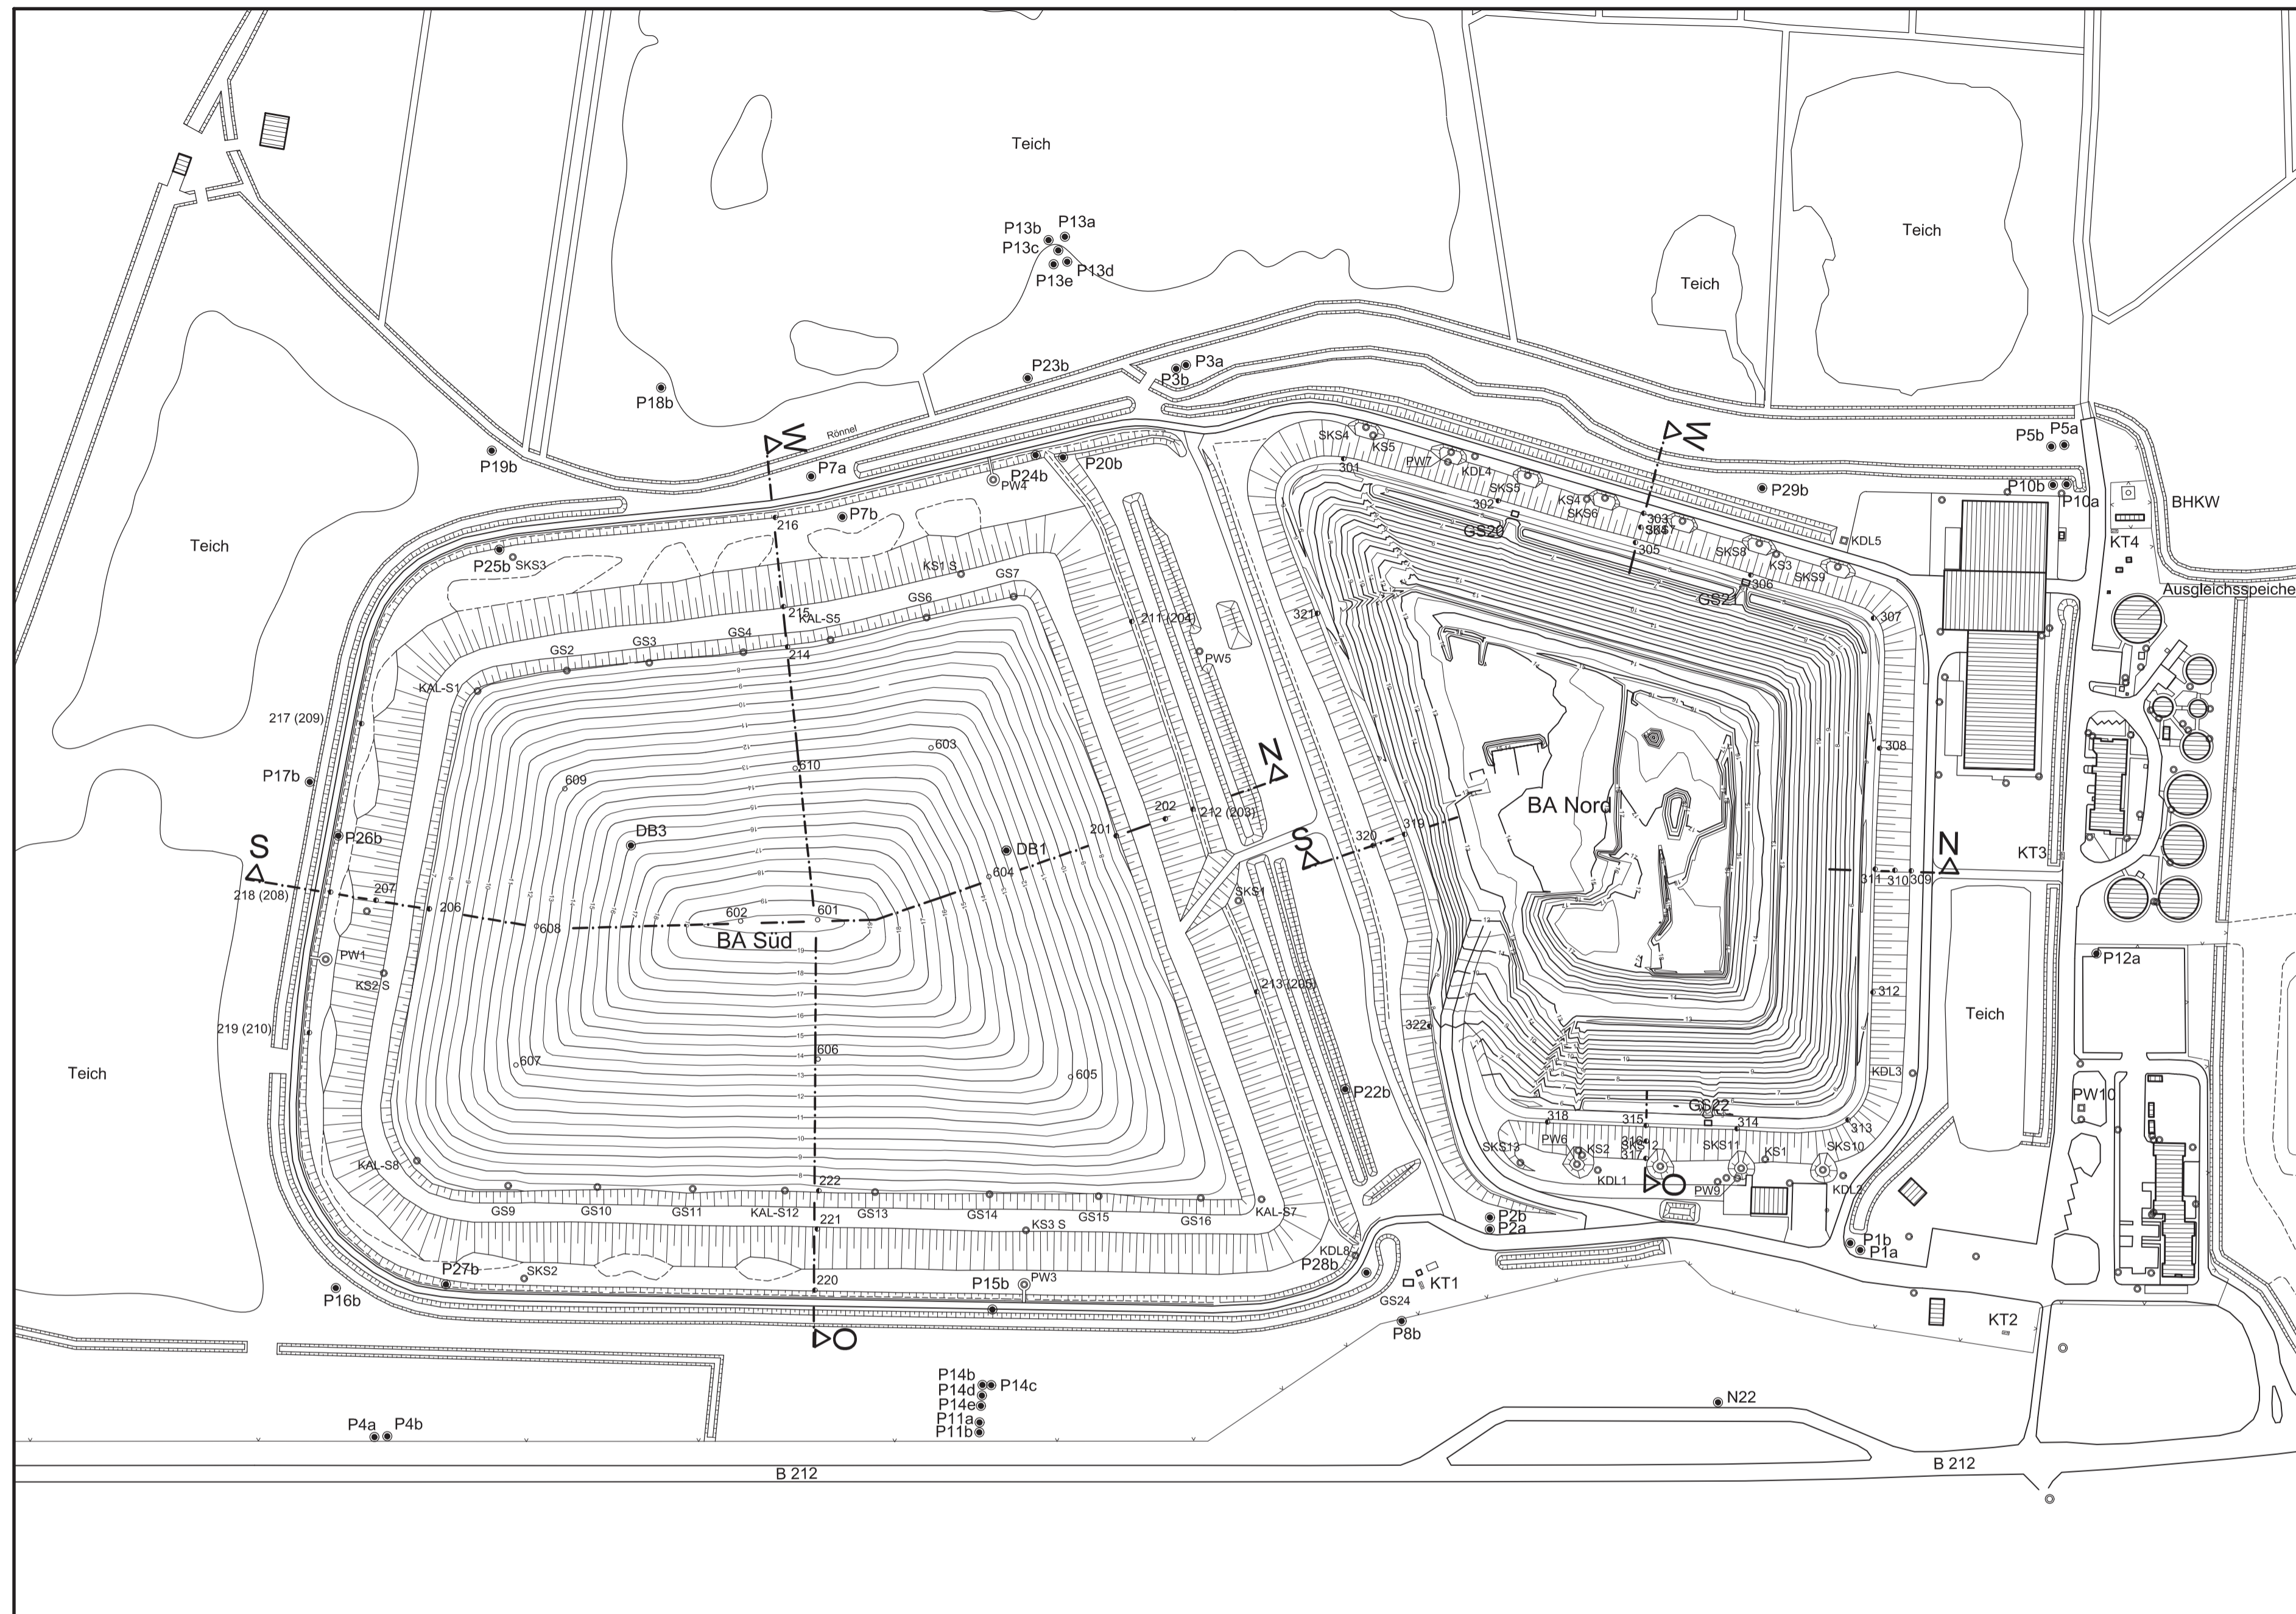 Teich
P13b
P13a
P13c
P13d
P13e
Teich
Teich
P23b
P3a
P3b
P18b
Rönnel
W
W
P19b
P7a
P24b
P20b
PW4
SKS4
KS5
301
PW7
KDL4
SKS5
302
KS4
SKS6
303
305
P29b
P5b
P5a
P10b
P10a
BHKW
KT4
Teich
P7b
216
P25b
SKS3
KS1 S
GS20
KDL5
SKS8
KS3
SKS9
306
GS21
Ausgleichsspeiche
GS7
GS6
215
KAL-S5
GS4
214
GS3
GS2
KAL-S1
211 (204)
PW5
321
307
217 (209)
P17b
603
610
609
N
308
BA Nord
202
212 (203)
201
DB3
DB1
604
P26b
S
218 (208)
207
206
608
602
601
BA Süd
S
320
319
KT3
N
311
310
309
SKS1
PW1
KS2 S
219 (210)
213 (205)
322
312
P12a
Teich
Teich
607
606
605
P22b
KDL3
PW10
318
315
GS22
314
313
SKS13
PW6
KS2
316
317
SKS11
KS1
SKS10
KDL1
O
PW9
KDL2
KAL-S8
222
GS9
GS10
GS11
KAL-S12
GS13
GS14
GS15
GS16
KAL-S7
221
KS3 S
P2b
P2a
P1b
P1a
KDL8
P28b
P27b
SKS2
P16b
220
P15b
PW3
KT1
GS24
P8b
KT2
O
P14b
P14c
P14d
P14e
P11a
P11b
N22
P4a
P4b
B 212
B 212